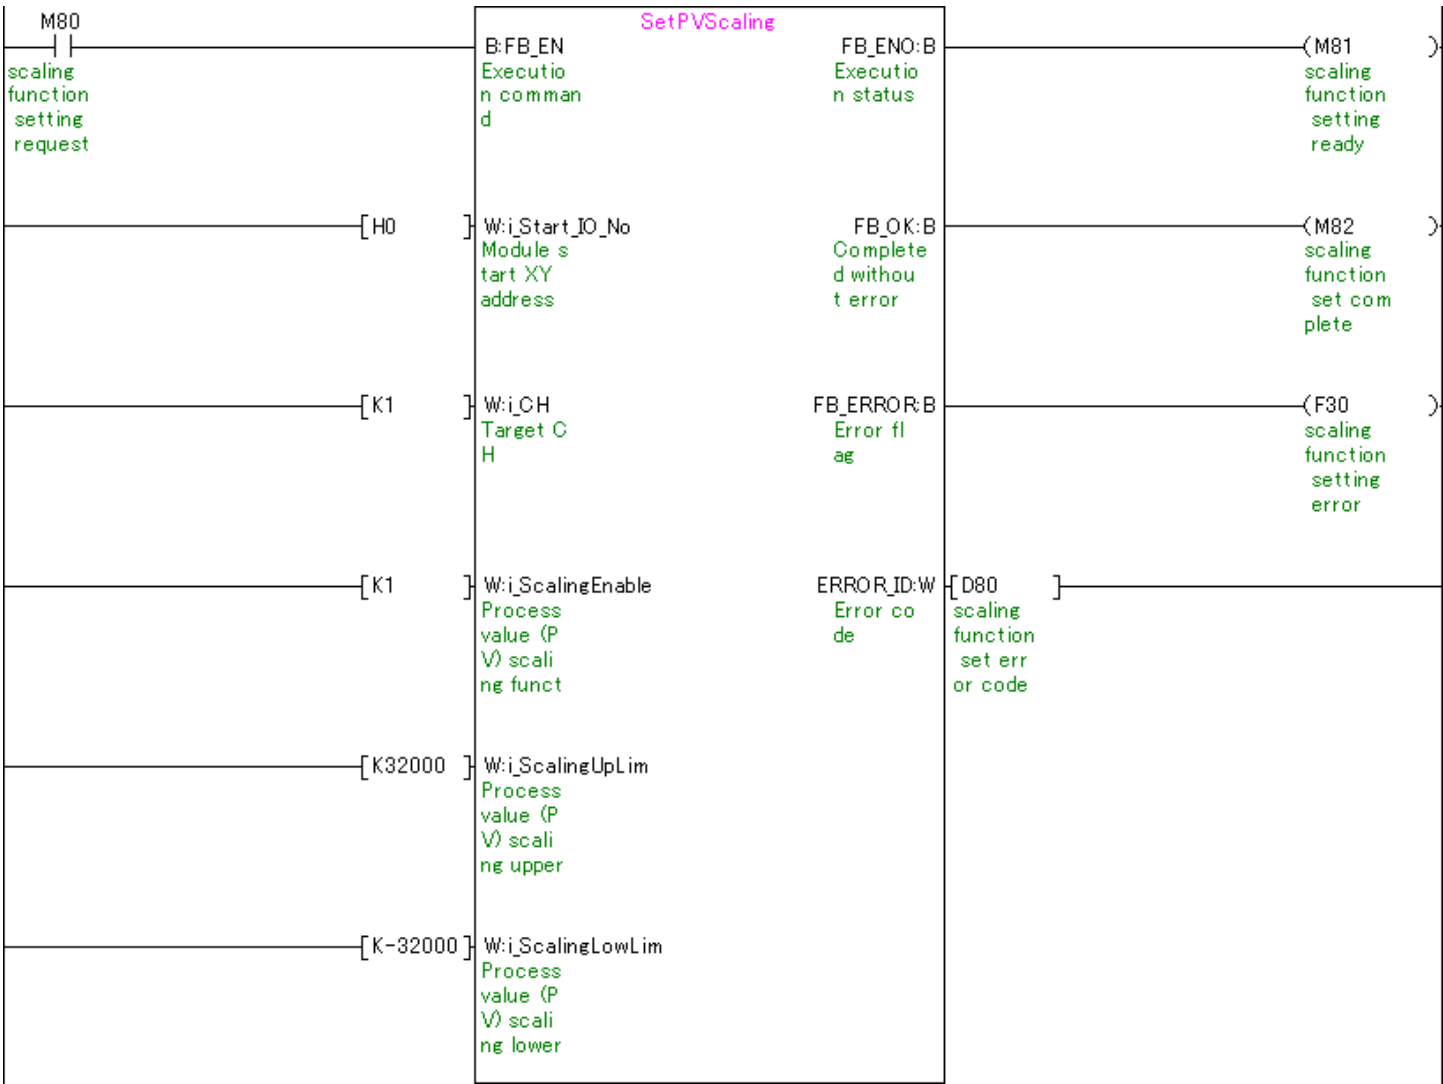 M80
SetPVScaling
B:FB_EN
FB_ENO:B
(M81 )
scaling
function
setting
request
Executio
n comman
d
Executio
n status
scaling
function
setting
ready
[H0 ]
W:i_Start_IO_No
FB_OK:B
(M82 )
Module s
tart XY
address
Complete
d withou
t error
scaling
function
set com
plete
[K1 ]
W:i_CH
FB_ERROR:B
(F30 )
Target C
H
Error fl
ag
scaling
function
setting
error
[K1 ]
W:i_ScalingEnable
ERROR_ID:W
[D80 ]
Process
value (P
V) scali
ng funct
Error co
de
scaling
function
set err
or code
[K32000 ]
W:i_ScalingUpLim
Process
value (P
V) scali
ng upper
[K-32000]
W:i_ScalingLowLim
Process
value (P
V) scali
ng lower